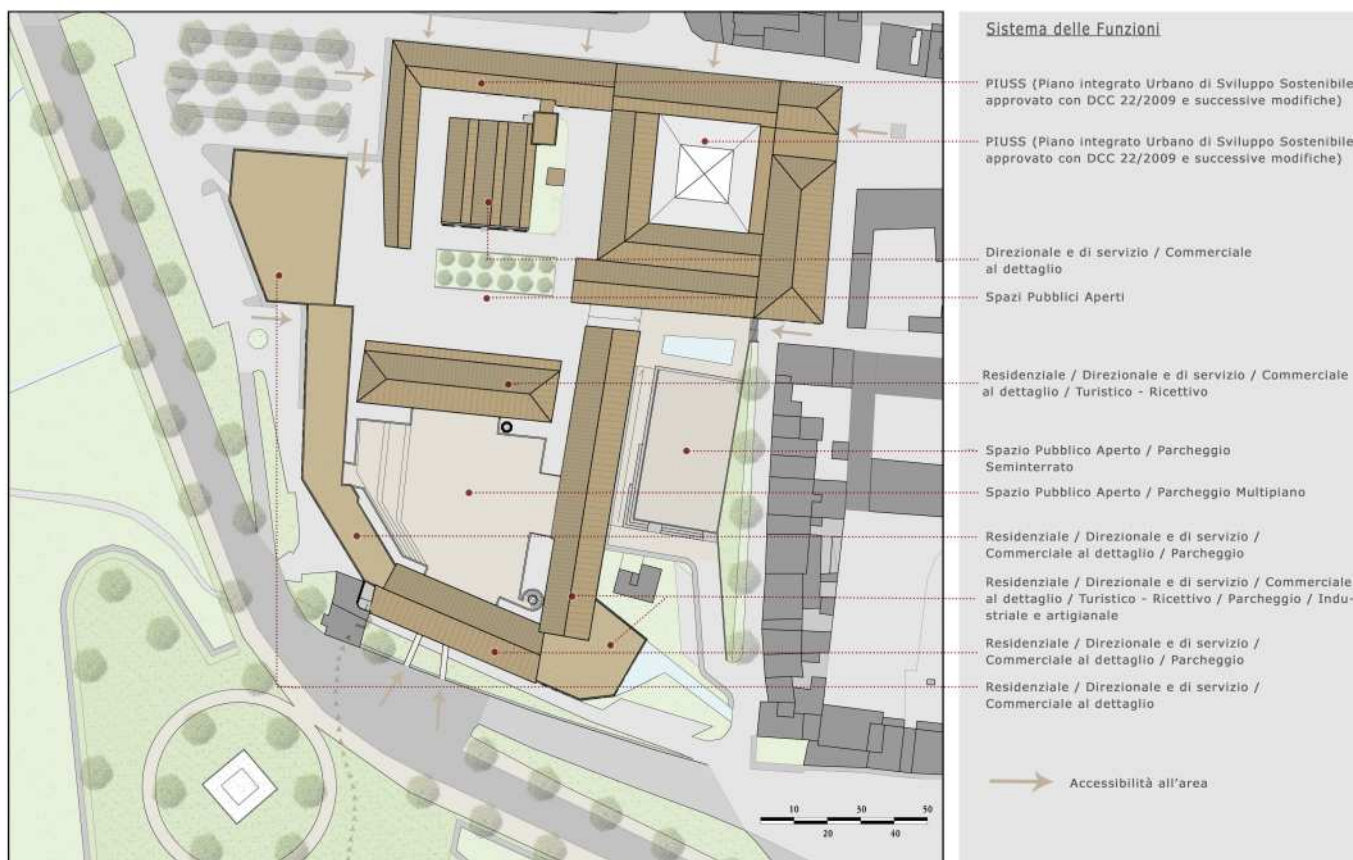 Sistema delle Funzioni
PIUSS (Piano integrato Urbano di Sviluppo Sostenibile
approvato con DCC 22/2009 e successive modifiche)
PIUSS (Piano integrato Urbano di Sviluppo Sostenibile
approvato con DCC 22/2009 e successive modifiche)
Direzionale e di servizio / Commerciale
al dettaglio
Spazi Pubblici Aperti
Residenziale / Direzionale e di servizio / Commerciale
al dettaglio / Turistico - Ricettivo
Spazio Pubblico Aperto / Parcheggio
Seminterrato
Spazio Pubblico Aperto / Parcheggio Multipiano
Residenziale / Direzionale e di servizio /
Commerciale al dettaglio / Parcheggio
Residenziale / Direzionale e di servizio / Commerciale
al dettaglio / Turistico - Ricettivo / Parcheggio / Indu-
striale e artigianale
Residenziale / Direzionale e di servizio /
Commerciale al dettaglio / Parcheggio
Residenziale / Direzionale e di servizio /
Commerciale al dettaglio
Accessibilità all'area
10 30 50
20 40